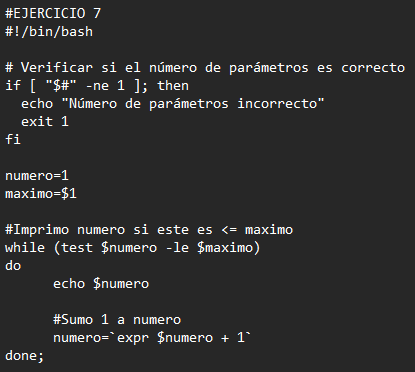 #EJERCICIO 7
#!/bin/bash
# Verificar si el número de parámetros es correcto
if [ "$#" -ne 1 ]; then
  echo "Número de parámetros incorrecto"
  exit 1
fi
numero=1
maximo=$1
#Imprimo numero si este es <= maximo
while (test $numero -le $maximo)
do
      echo $numero
      #Sumo 1 a numero
      numero=`expr $numero + 1`
done;